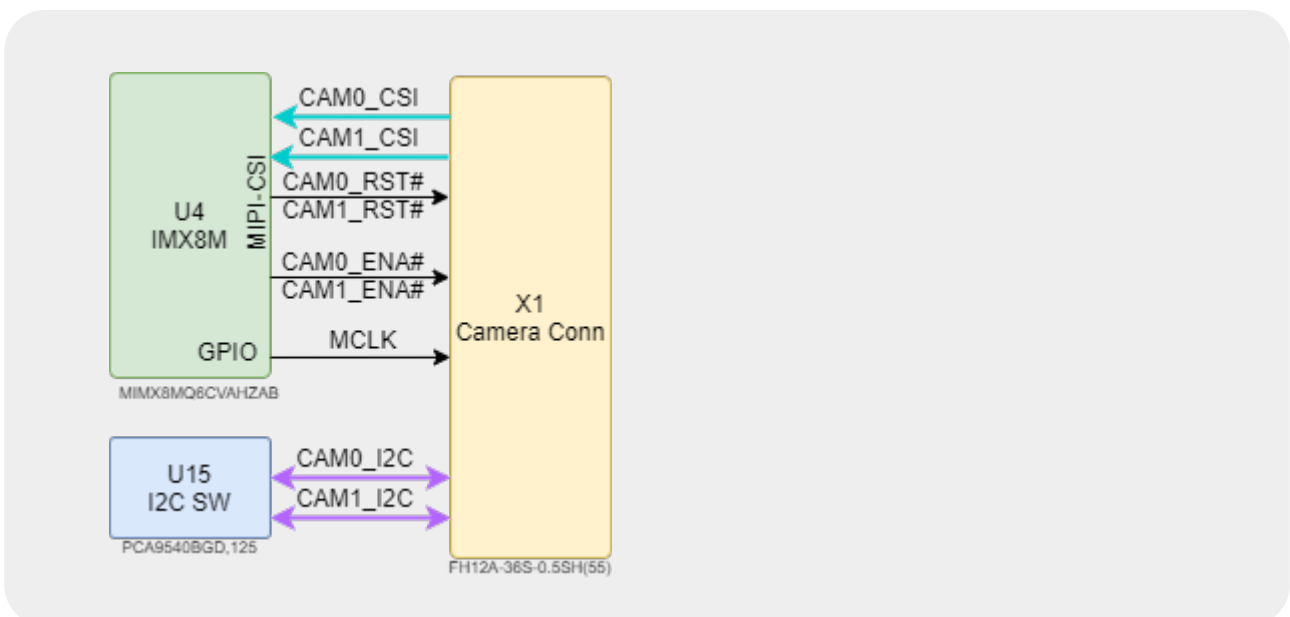 CAM0_CSI
CAM1_CSI
MIPI-CSI
CAM0_RST#
CAM1_RST#
U4
IMX8M
CAM0_ENA#
CAM1_ENA#
X1
Camera Conn
MCLK
GPIO
MIMX8MQ6CVAHZAB
CAM0_I2C
U15
I2C SW
CAM1_I2C
PCA9540BGD,125
FH12A-36S-0.5SH(55)